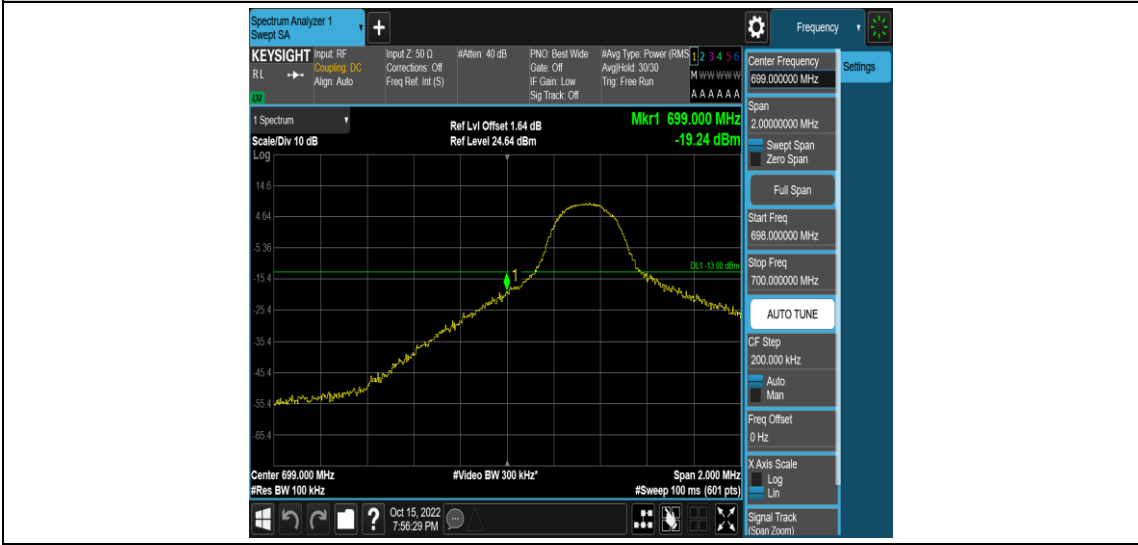 Spectrum Analyzer 1
Swept SA
+
Frequency
KEYSIGHT
RL
LM
Input: RF
Coupling: DC
Align: Auto
Input Z: 50 Ω
Corrections: Off
Freq Ref: Int (S)
#Atten: 40 dB
PNO: Best Wide
Gate: Off
IF Gain: Low
Sig Track: Off
#Avg Type: Power (RMS
Avg|Hold: 30/30
Trig: Free Run
1 2 3 4 5 6
M W W W W W
A A A A A A
1 Spectrum
Scale/Div 10 dB
Log
Ref Lvl Offset 1.64 dB
Ref Level 24.64 dBm
Mkr1 699.000 MHz
-19.24 dBm
14.6
4.64
-5.36
-15.4
-25.4
-35.4
-45.4
-55.4
-65.4
1
DL1 -13.00 dBm
Center 699.000 MHz
#Res BW 100 kHz
#Video BW 300 kHz*
Span 2.000 MHz
#Sweep 100 ms (601 pts)
Center Frequency
699.000000 MHz
Settings
Span
2.00000000 MHz
Swept Span
Zero Span
Full Span
Start Freq
698.000000 MHz
Stop Freq
700.000000 MHz
AUTO TUNE
CF Step
200.000 kHz
Auto
Man
Freq Offset
0 Hz
X Axis Scale
Log
Lin
Signal Track
(Span Zoom)
?
Oct 15, 2022
7:56:29 PM